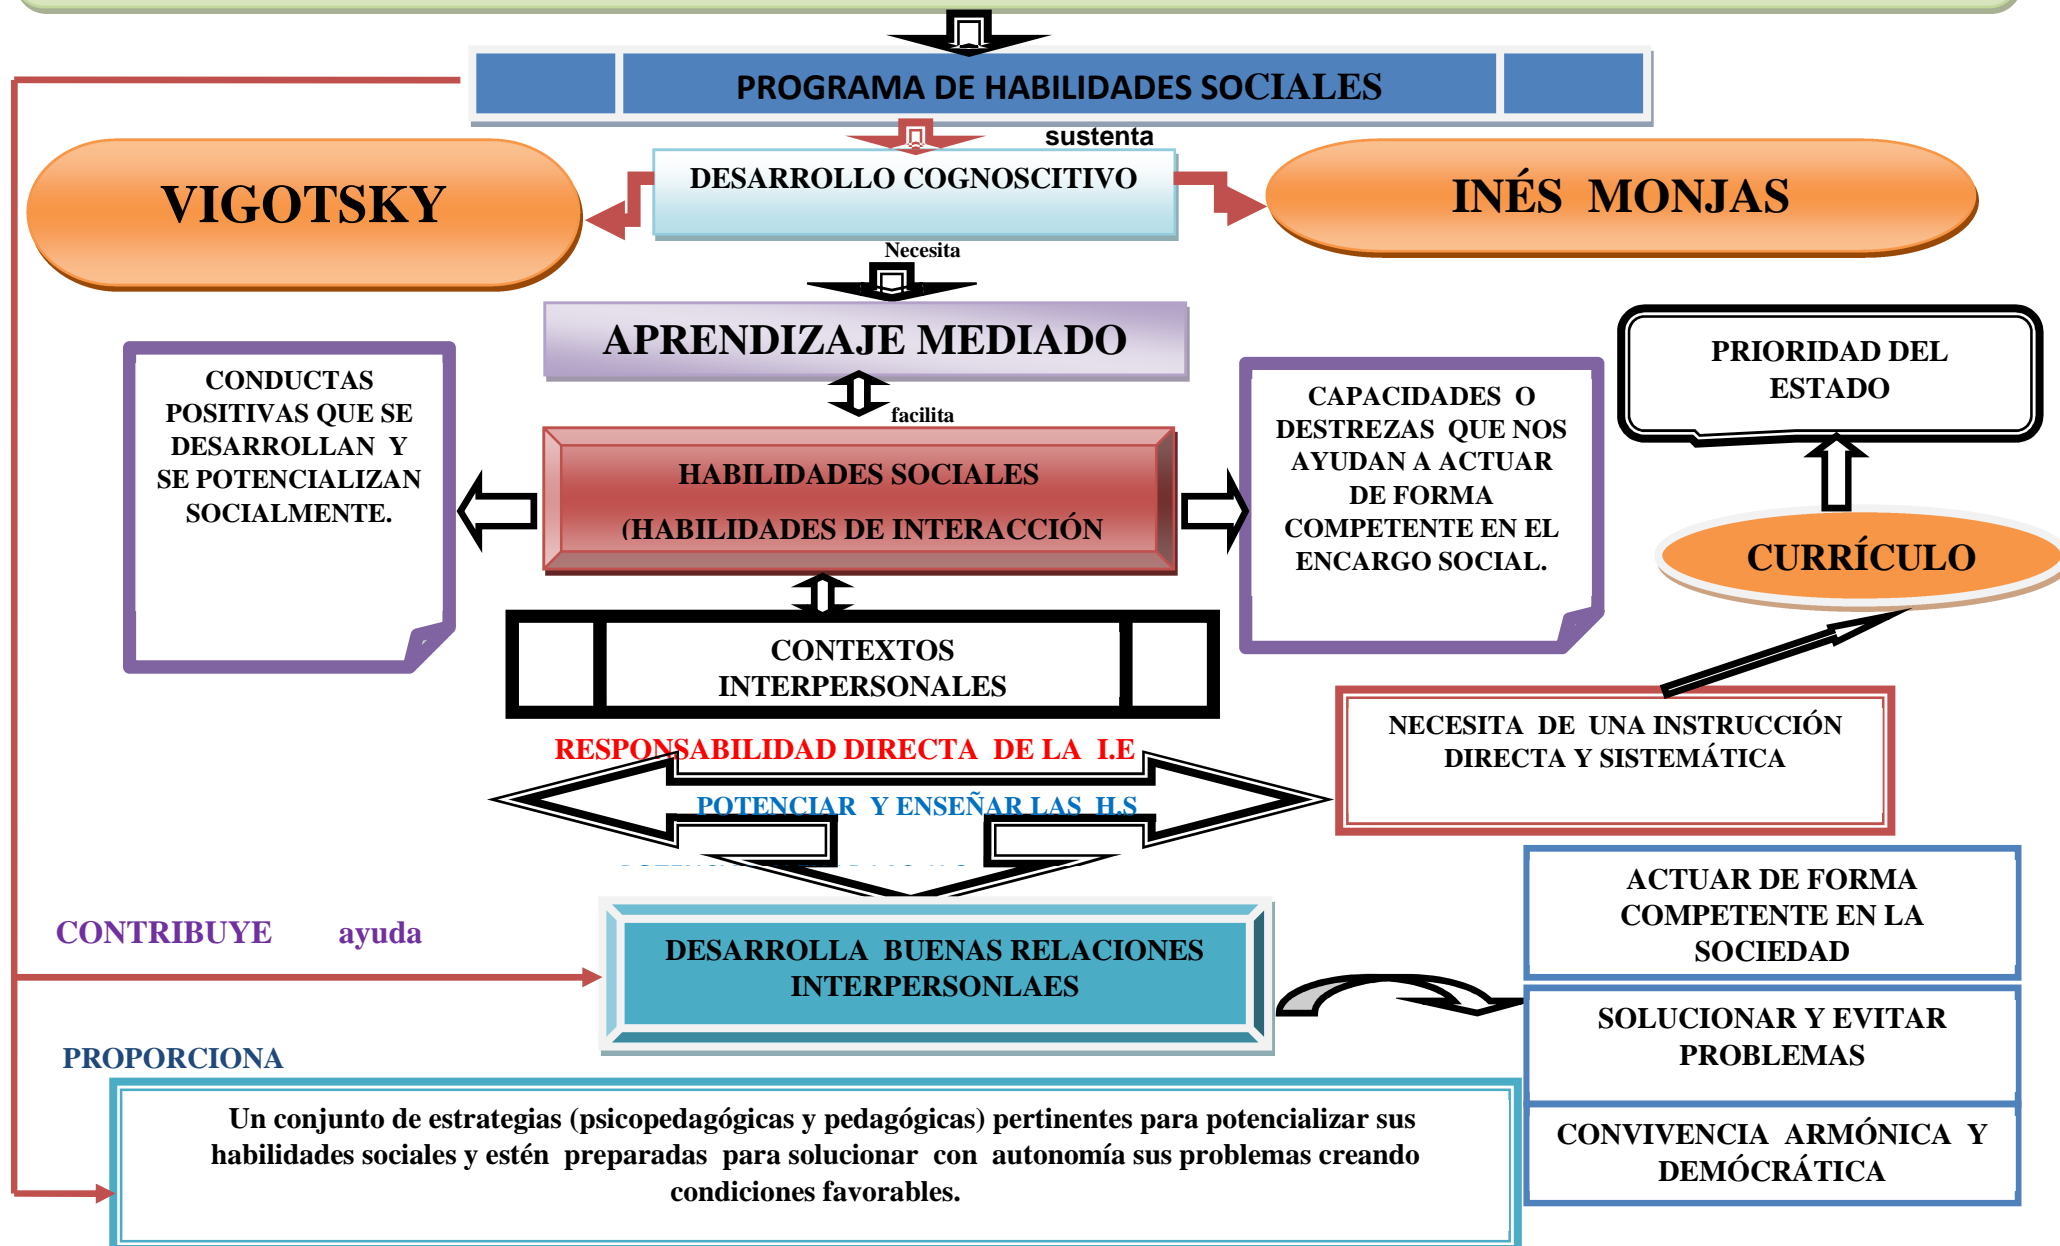 PROGRAMA DE HABILIDADES SOCIALES
sustenta
VIGOTSKY
DESARROLLO COGNOSCITIVO
INÉS MONJAS
Necesita
APRENDIZAJE MEDIADO
facilita
CONDUCTAS
POSITIVAS QUE SE
DESARROLLAN Y
SE POTENCIALIZAN
SOCIALMENTE.
HABILIDADES SOCIALES
(HABILIDADES DE INTERACCIÓN
CAPACIDADES O
DESTREZAS QUE NOS
AYUDAN A ACTUAR
DE FORMA
COMPETENTE EN EL
ENCARGO SOCIAL.
PRIORIDAD DEL
ESTADO
CURRÍCULO
CONTEXTOS
INTERPERSONALES
NECESITA DE UNA INSTRUCCIÓN
DIRECTA Y SISTEMÁTICA
RESPONSABILIDAD DIRECTA DE LA I.E
POTENCIAR Y ENSEÑAR LAS H.S
CONTRIBUYE ayuda
DESARROLLA BUENAS RELACIONES
INTERPERSONLAES
ACTUAR DE FORMA
COMPETENTE EN LA
SOCIEDAD
SOLUCIONAR Y EVITAR
PROBLEMAS
CONVIVENCIA ARMÓNICA Y
DEMÓCRÁTICA
PROPORCIONA
Un conjunto de estrategias (psicopedagógicas y pedagógicas) pertinentes para potencializar sus
habilidades sociales y estén preparadas para solucionar con autonomía sus problemas creando
condiciones favorables.